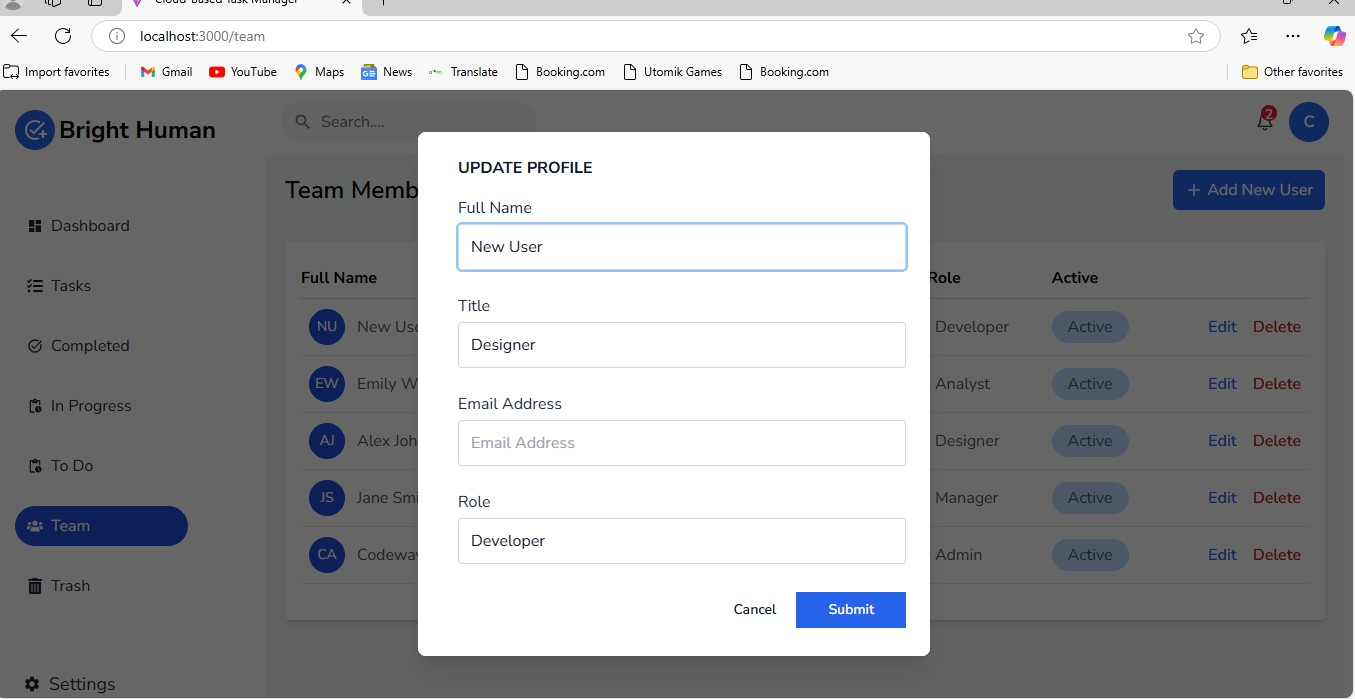 Cloud-Based Task Manager
localhost:3000/team
Import favorites
Gmail
YouTube
Maps
News
Translate
Booking.com
Utomik Games
Booking.com
Other favorites
Bright Human
Search....
2
C
Dashboard
Tasks
Completed
In Progress
To Do
Team
Trash
Settings
Team Memb
+ Add New User
Full Name
Role
Active
NU New Use
Developer Active Edit Delete
EW Emily W
Analyst Active Edit Delete
AJ Alex Joh
Designer Active Edit Delete
JS Jane Smi
Manager Active Edit Delete
CA Codewa
Admin Active Edit Delete
UPDATE PROFILE
Full Name
New User
Title
Designer
Email Address
Email Address
Role
Developer
Cancel
Submit